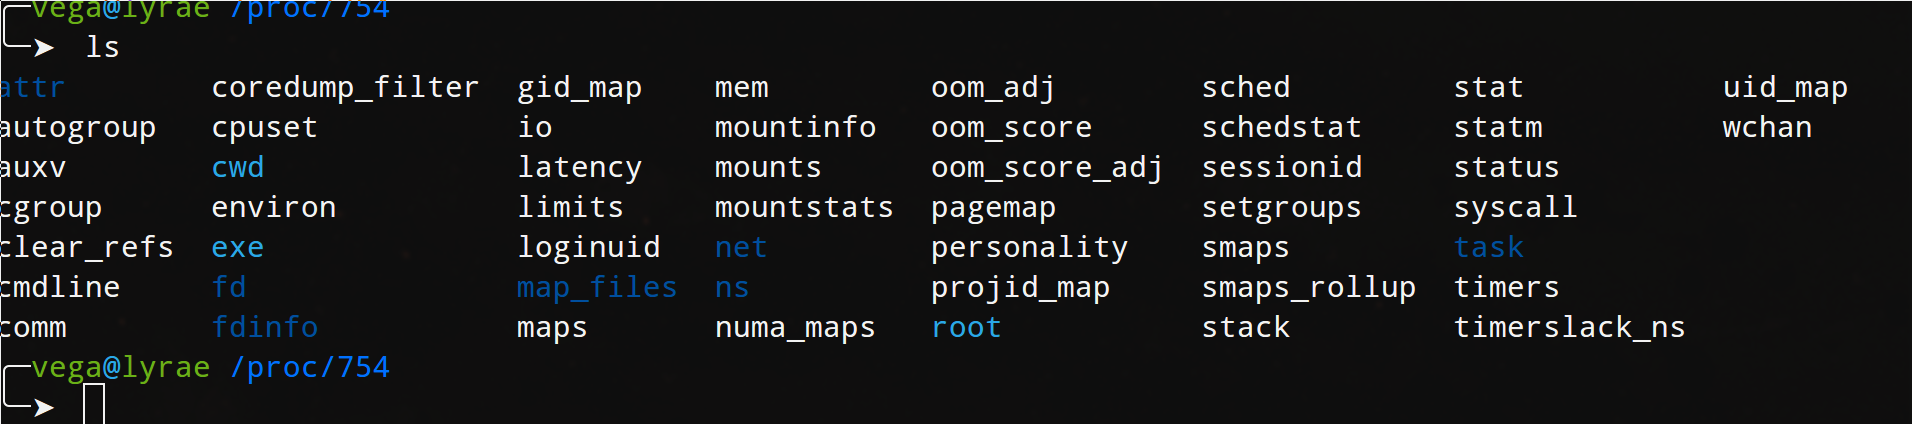 vega@lyrae /proc/754
➤ ls
attr coredump_filter gid_map mem oom_adj sched stat uid_map
autogroup cpuset io mountinfo oom_score schedstat statm wchan
auxv cwd latency mounts oom_score_adj sessionid status
cgroup environ limits mountstats pagemap setgroups syscall
clear_refs exe loginuid net personality smaps task
cmdline fd map_files ns projid_map smaps_rollup timers
comm fdinfo maps numa_maps root stack timerslack_ns
vega@lyrae /proc/754
➤